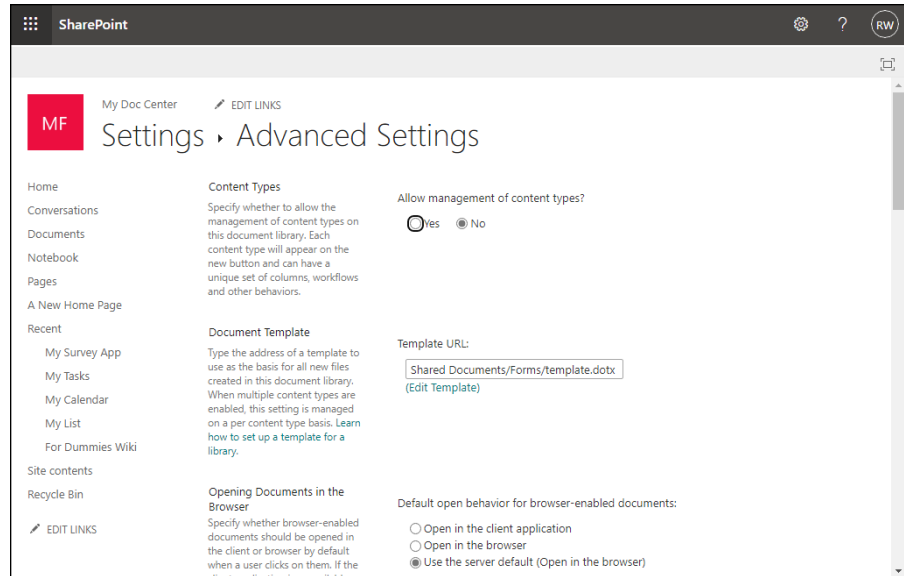 SharePoint
?
RW
MF
My Doc Center
EDIT LINKS
Settings ▸ Advanced Settings
Home
Conversations
Documents
Notebook
Pages
A New Home Page
Recent
My Survey App
My Tasks
My Calendar
My List
For Dummies Wiki
Site contents
Recycle Bin
EDIT LINKS
Content Types
Specify whether to allow the
management of content types on
this document library. Each
content type will appear on the
new button and can have a
unique set of columns, workflows
and other behaviors.
Allow management of content types?
Yes No
Document Template
Type the address of a template to
use as the basis for all new files
created in this document library.
When multiple content types are
enabled, this setting is managed
on a per content type basis. Learn
how to set up a template for a
library.
Template URL:
Shared Documents/Forms/template.dotx
(Edit Template)
Opening Documents in the
Browser
Specify whether browser-enabled
documents should be opened in
the client or browser by default
when a user clicks on them. If the
Default open behavior for browser-enabled documents:
Open in the client application
Open in the browser
Use the server default (Open in the browser)